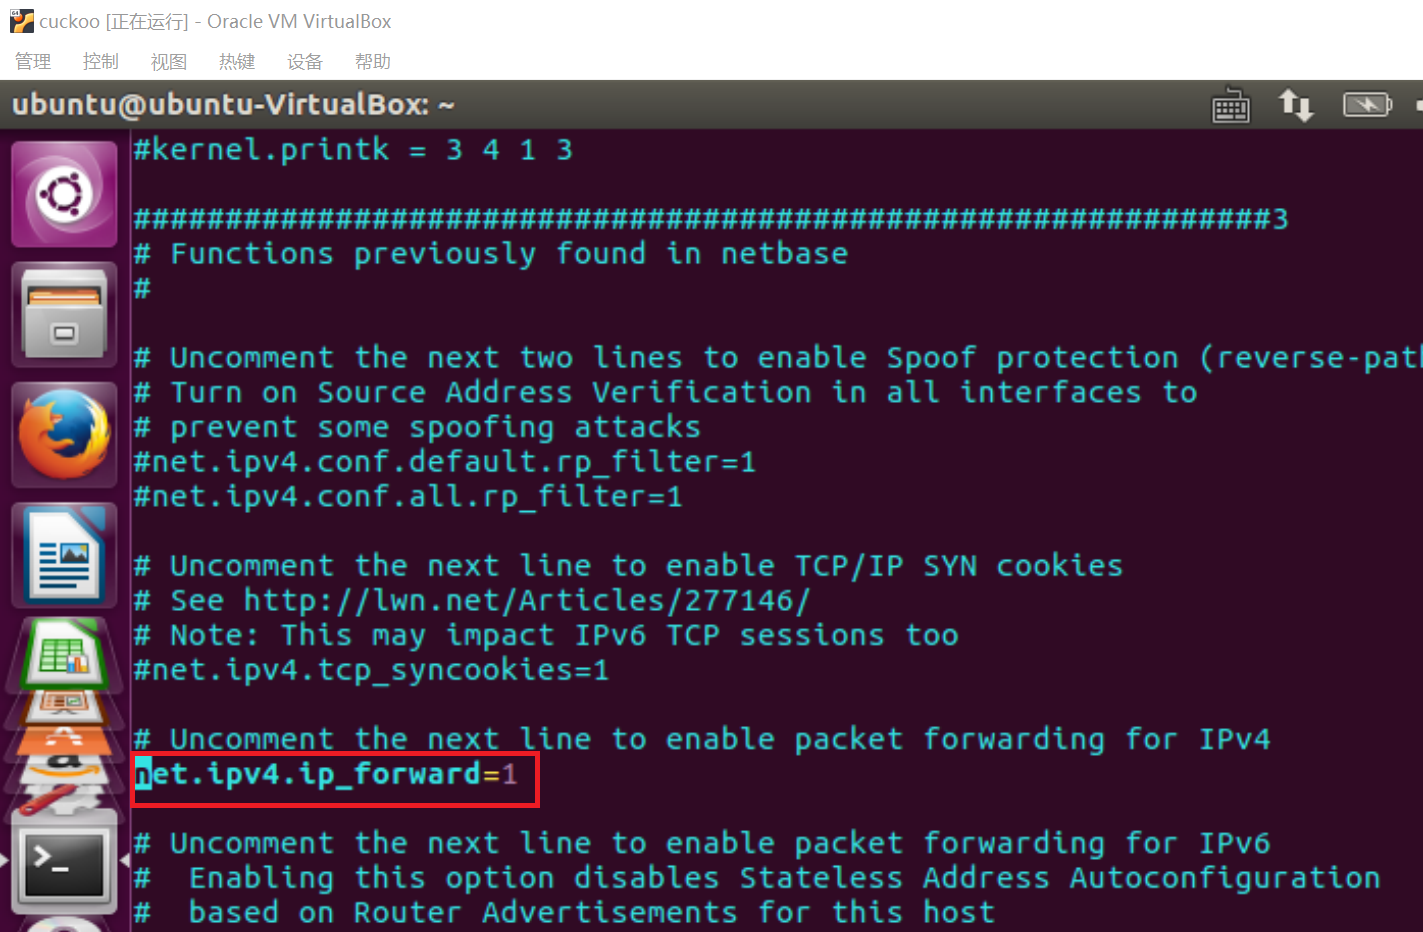 cuckoo [正在运行] - Oracle VM VirtualBox
管理 控制 视图 热键 设备 帮助
ubuntu@ubuntu-VirtualBox: ~
#kernel.printk = 3 4 1 3
##############################################################3
# Functions previously found in netbase
#
# Uncomment the next two lines to enable Spoof protection (reverse-pat
# Turn on Source Address Verification in all interfaces to
# prevent some spoofing attacks
#net.ipv4.conf.default.rp_filter=1
#net.ipv4.conf.all.rp_filter=1
# Uncomment the next line to enable TCP/IP SYN cookies
# See http://lwn.net/Articles/277146/
# Note: This may impact IPv6 TCP sessions too
#net.ipv4.tcp_syncookies=1
# Uncomment the next line to enable packet forwarding for IPv4
net.ipv4.ip_forward=1
# Uncomment the next line to enable packet forwarding for IPv6
#  Enabling this option disables Stateless Address Autoconfiguration
#  based on Router Advertisements for this host